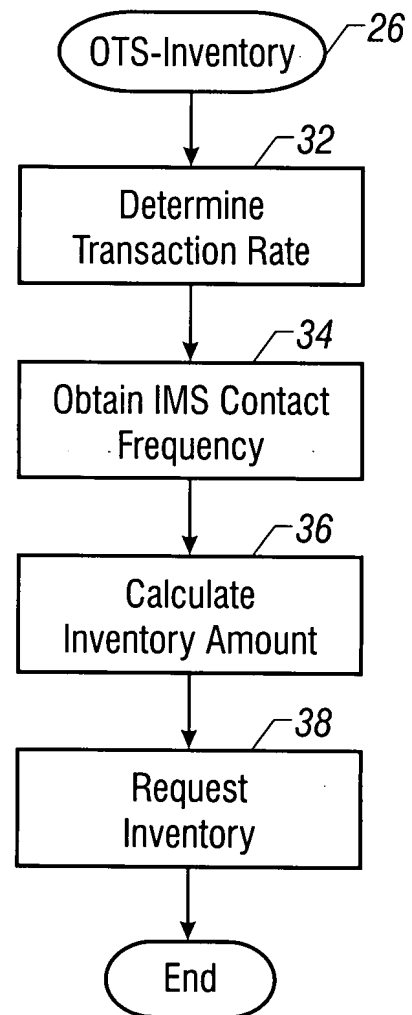 OTS-Inventory
26
32
Determine
Transaction Rate
34
Obtain IMS Contact
Frequency
36
Calculate
Inventory Amount
38
Request
Inventory
End